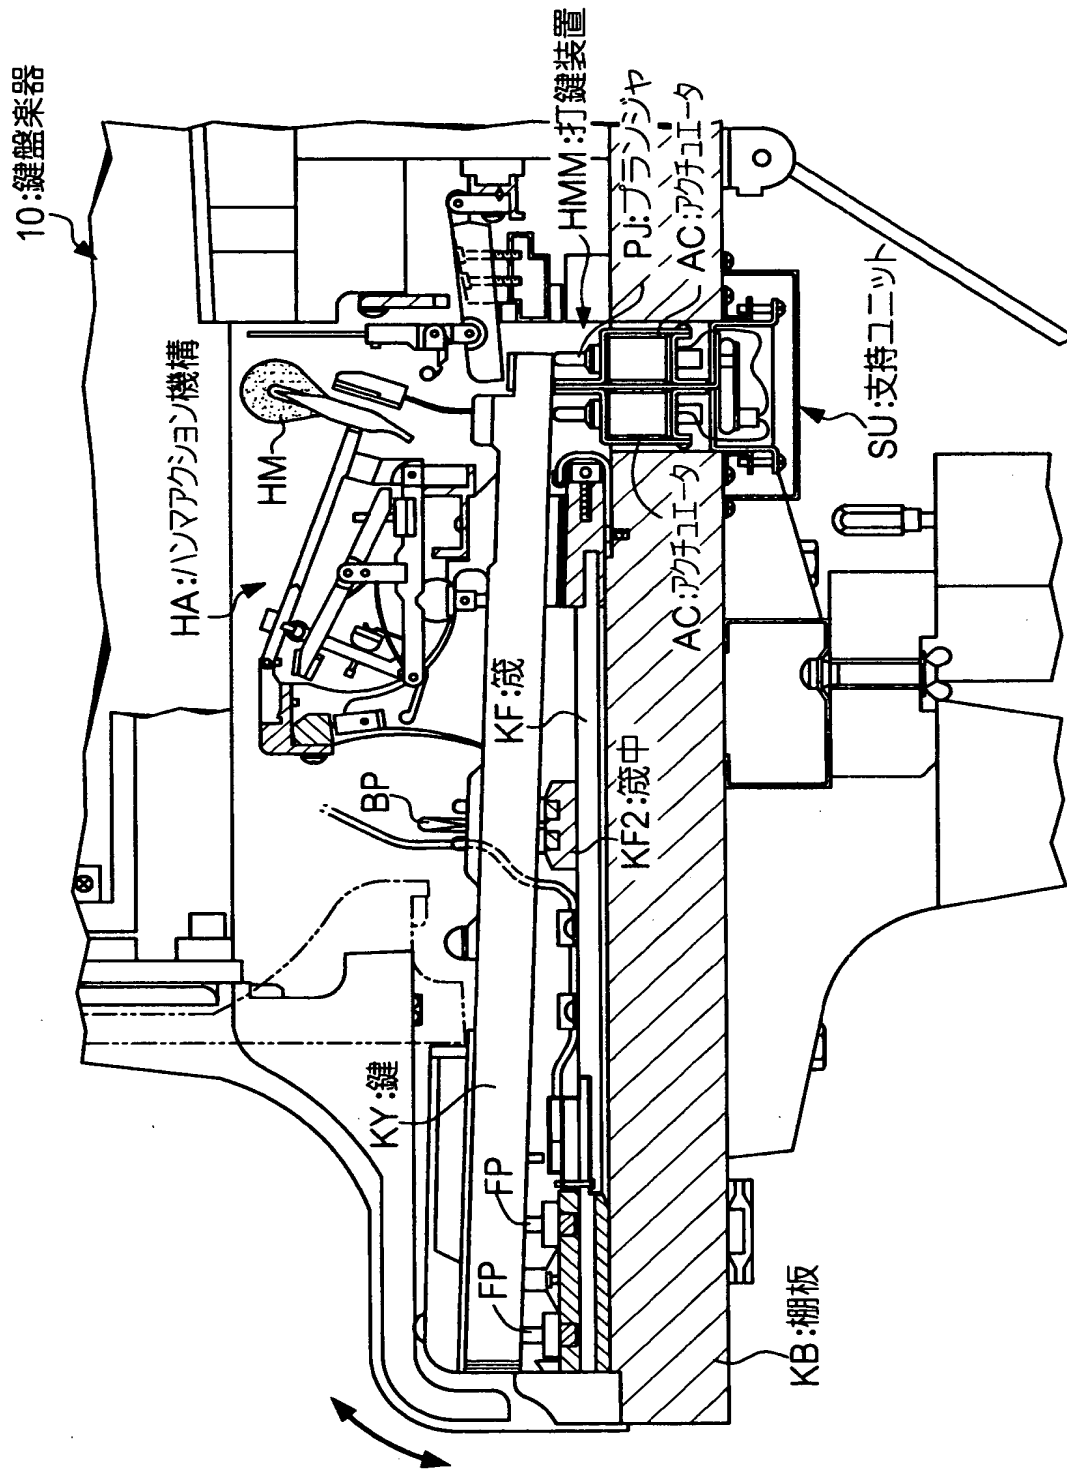 10:鍵盤楽器
HA:ハンマアクション機構
HM
HMM:打鍵装置
PJ:プランジャ
AC:アクチュエータ
SU:支持ユニット
AC:アクチュエータ
KF:筬
KF2:筬中
BP
KY:鍵
FP
FP
KB:棚板